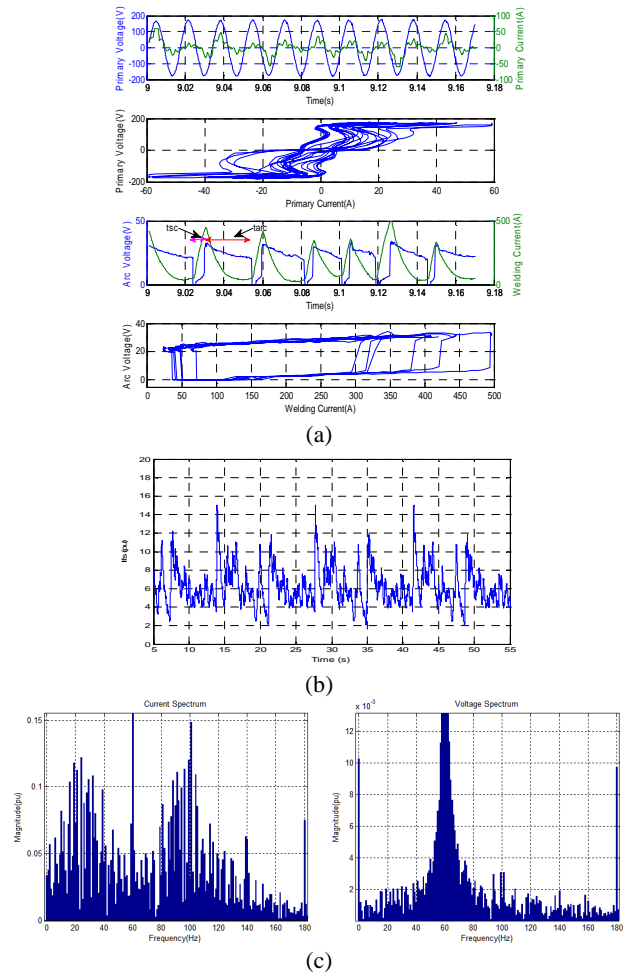 Primary Voltage(V)
200
100
0
-100
-200
100
50
0
-50
-100
Primary Current(A)
9 9.02 9.04 9.06 9.08 9.1 9.12 9.14 9.16 9.18
Time(s)
Primary Voltage(V)
200
0
-200
-60 -40 -20 0 20 40 60
Primary Current(A)
Arc Voltage(V)
50
0
tsc
tarc
500
0
Welding Current(A)
9 9.02 9.04 9.06 9.08 9.1 9.12 9.14 9.16 9.18
Time(s)
Arc Voltage(V)
40
20
0
0 50 100 150 200 250 300 350 400 450 500
Welding Current(A)
(a)
20
18
16
14
12
10
8
6
4
2
0
5 10 15 20 25 30 35 40 45 50 55
Time (s)
(b)
Current Spectrum
Magnitude(pu)
0.15
0.1
0.05
0
0 20 40 60 80 100 120 140 160 180
Frequency(Hz)
Voltage Spectrum
x 10⁻³
Magnitude(pu)
12
10
8
6
4
2
0 20 40 60 80 100 120 140 160 180
Frequency(Hz)
(c)